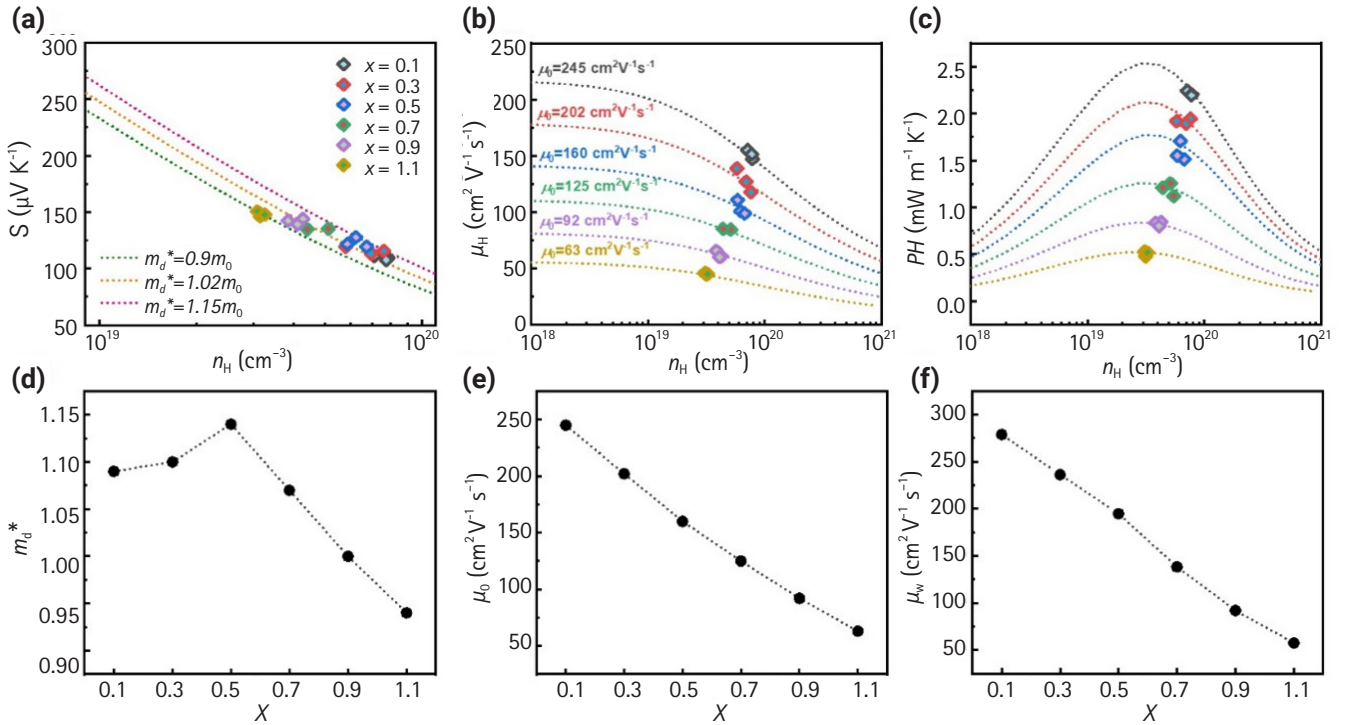 (a)
300
250
200
150
100
50
S (µV K⁻¹)
x = 0.1
x = 0.3
x = 0.5
x = 0.7
x = 0.9
x = 1.1
m_d*=0.9m₀
m_d*=1.02m₀
m_d*=1.15m₀
10¹⁹
10²⁰
n_H (cm⁻³)
(b)
250
200
150
100
50
0
µ_H (cm² V⁻¹ s⁻¹)
µ₀=245 cm²V⁻¹s⁻¹
µ₀=202 cm²V⁻¹s⁻¹
µ₀=160 cm²V⁻¹s⁻¹
µ₀=125 cm²V⁻¹s⁻¹
µ₀=92 cm²V⁻¹s⁻¹
µ₀=63 cm²V⁻¹s⁻¹
10¹⁸
10¹⁹
10²⁰
10²¹
n_H (cm⁻³)
(c)
2.5
2.0
1.5
1.0
0.5
0.0
PH (mW m⁻¹ K⁻¹)
10¹⁸
10¹⁹
10²⁰
10²¹
n_H (cm⁻³)
(d)
1.15
1.10
1.05
1.00
0.95
0.90
m_d*
0.1 0.3 0.5 0.7 0.9 1.1
X
(e)
250
200
150
100
50
µ₀ (cm² V⁻¹ s⁻¹)
0.1 0.3 0.5 0.7 0.9 1.1
X
(f)
300
250
200
150
100
50
µ_w (cm² V⁻¹ s⁻¹)
0.1 0.3 0.5 0.7 0.9 1.1
X